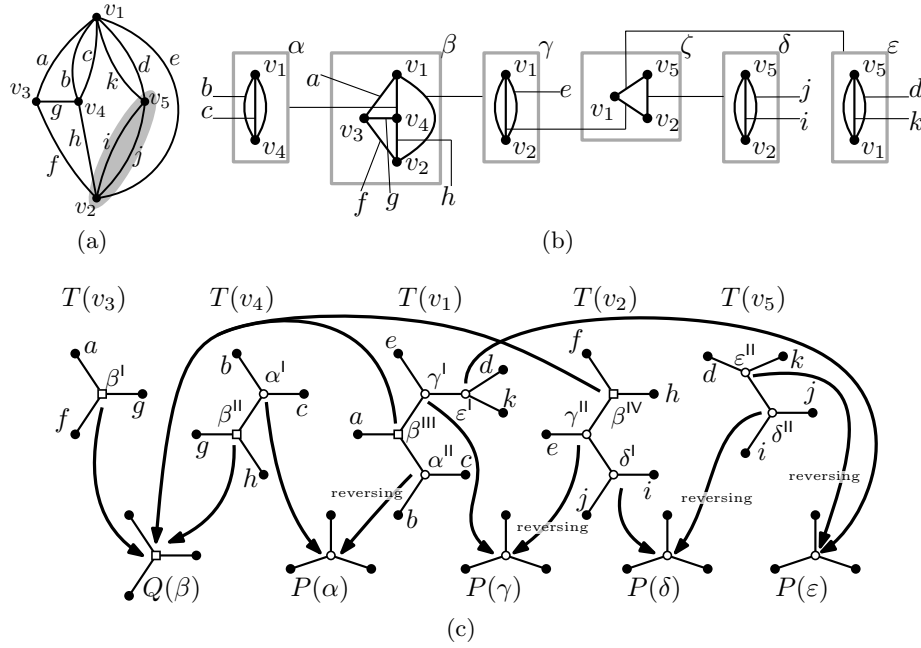 v1
a
b
c
d
e
k
v3
g
v4
v5
h
i
j
f
v2
(a)
α
β
γ
ζ
δ
ε
b
c
v1
v4
a
v1
v3
v4
v2
f
g
h
v1
v2
e
v5
v1
v2
v5
v2
j
i
v5
v1
d
k
(b)
T(v3)
T(v4)
T(v1)
T(v2)
T(v5)
a
βI
f
g
b
αI
c
βII
g
h
e
γI
d
k
εI
a
βIII
αII
c
b
f
h
βIV
γII
e
δI
i
j
εII
d
k
j
δII
i
reversing
reversing
reversing
reversing
Q(β)
P(α)
P(γ)
P(δ)
P(ε)
(c)